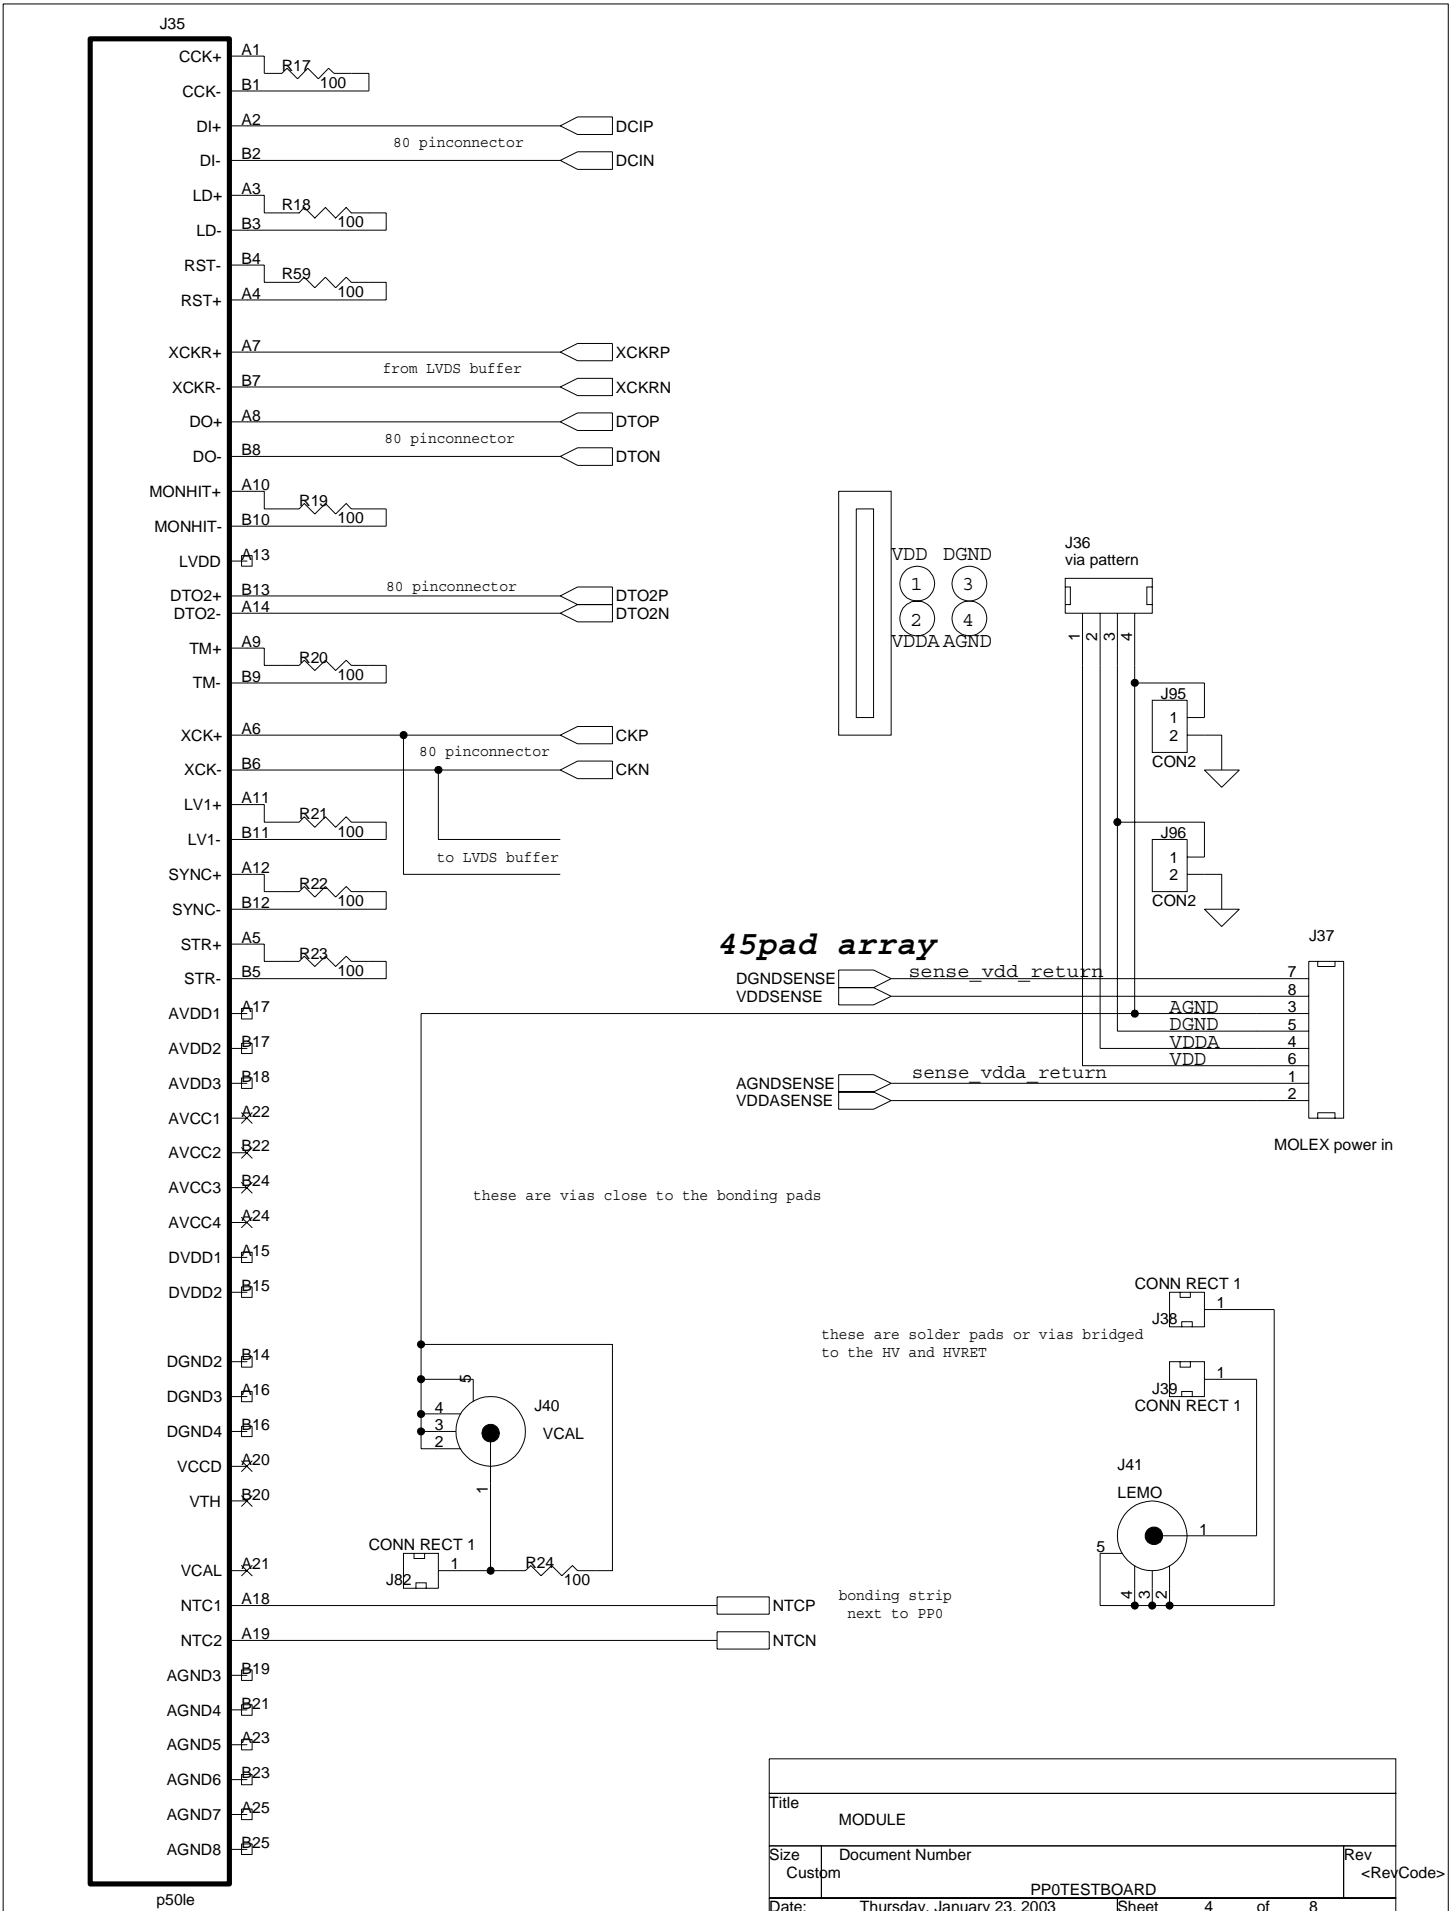 J35
CCK+ A1
R17
100
CCK- B1
DI+ A2 DCIP
80 pinconnector
DI- B2 DCIN
LD+ A3
R18
100
LD- B3
RST- B4
R59
100
RST+ A4
XCKR+ A7 XCKRP
from LVDS buffer
XCKR- B7 XCKRN
DO+ A8 DTOP
80 pinconnector
DO- B8 DTON
MONHIT+ A10
R19
100
MONHIT- B10
LVDD A13
DTO2+ B13 80 pinconnector DTO2P
DTO2- A14 DTO2N
TM+ A9
R20
100
TM- B9
XCK+ A6 CKP
80 pinconnector
XCK- B6 CKN
LV1+ A11
R21
100
LV1- B11
to LVDS buffer
SYNC+ A12
R22
100
SYNC- B12
STR+ A5
R23
100
STR- B5
AVDD1 A17
AVDD2 B17
AVDD3 B18
AVCC1 A22
AVCC2 B22
AVCC3 B24
AVCC4 A24
DVDD1 A15
DVDD2 B15
DGND2 B14
DGND3 A16
DGND4 B16
VCCD A20
VTH B20
VCAL A21
NTC1 A18 NTCP
NTC2 A19 NTCN
AGND3 B19
AGND4 B21
AGND5 A23
AGND6 B23
AGND7 A25
AGND8 B25
p50le
VDD DGND
1 3
2 4
VDDA AGND
J36
via pattern
1 2 3 4
J95
1
2
CON2
J96
1
2
CON2
45pad array
J37
DGNDSENSE sense_vdd_return 7
VDDSENSE 8
AGND 3
DGND 5
VDDA 4
VDD 6
AGNDSENSE sense_vdda_return 1
VDDASENSE 2
MOLEX power in
these are vias close to the bonding pads
5
4
3
2
J40
VCAL
1
CONN RECT 1
1
J82
R24
100
CONN RECT 1
1
J38
these are solder pads or vias bridged
to the HV and HVRET
1
J39
CONN RECT 1
J41
LEMO
1
5
4 3 2
bonding strip
next to PP0
Title
MODULE
Size Document Number Rev
Custom <RevCode>
PP0TESTBOARD
Date: Thursday, January 23, 2003 Sheet 4 of 8